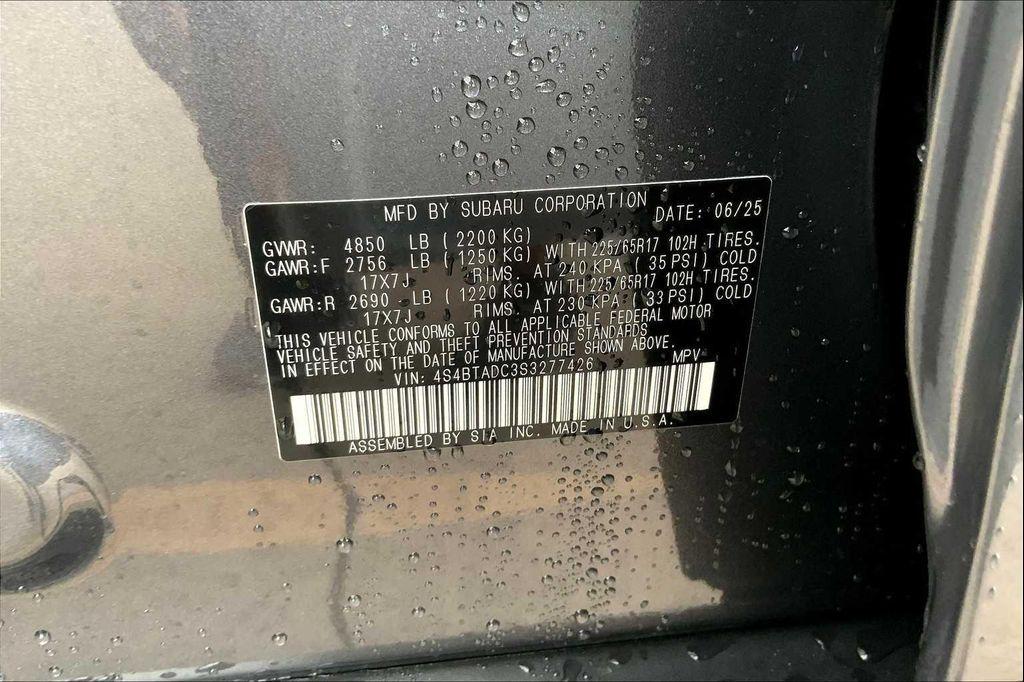 MFD BY SUBARU CORPORATION DATE: 06/25
GVWR: 4850 LB (2200 KG)
GAWR:F 2756 LB (1250 KG) WITH 225/65R17 102H TIRES.
17X7J RIMS. AT 240 KPA (35 PSI) COLD
GAWR:R 2690 LB (1220 KG) WITH 225/65R17 102H TIRES.
17X7J RIMS. AT 230 KPA (33 PSI) COLD
THIS VEHICLE CONFORMS TO ALL APPLICABLE FEDERAL MOTOR
VEHICLE SAFETY AND THEFT PREVENTION STANDARDS
IN EFFECT ON THE DATE OF MANUFACTURE SHOWN ABOVE.
VIN: 4S4BTADC3S3277426 MPV
ASSEMBLED BY SIA INC. MADE IN U.S.A.